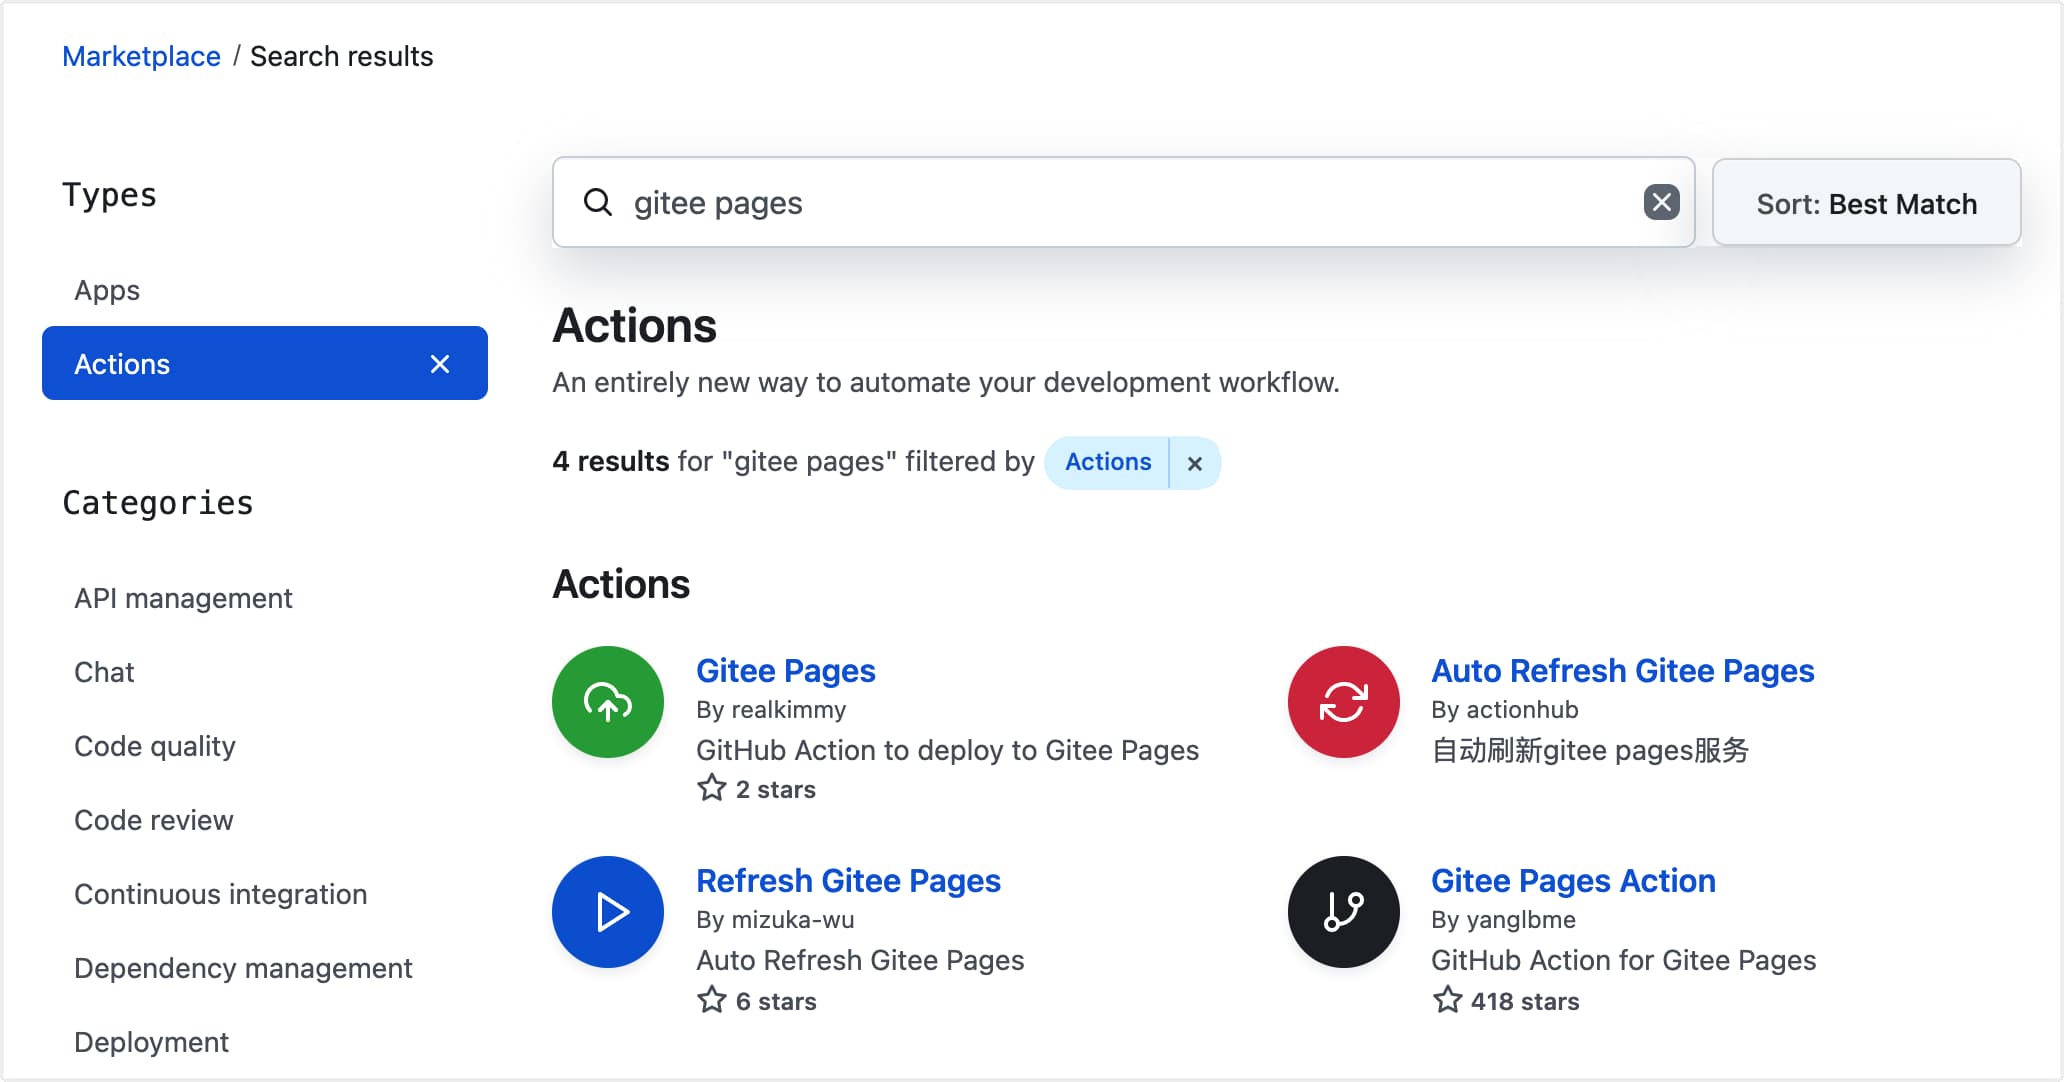 Marketplace / Search results
Types
Apps
Actions
Categories
API management
Chat
Code quality
Code review
Continuous integration
Dependency management
Deployment
gitee pages
Sort: Best Match
Actions
An entirely new way to automate your development workflow.
4 results for "gitee pages" filtered by Actions
Actions
Gitee Pages
By realkimmy
GitHub Action to deploy to Gitee Pages
2 stars
Auto Refresh Gitee Pages
By actionhub
自动刷新gitee pages服务
Refresh Gitee Pages
By mizuka-wu
Auto Refresh Gitee Pages
6 stars
Gitee Pages Action
By yanglbme
GitHub Action for Gitee Pages
418 stars